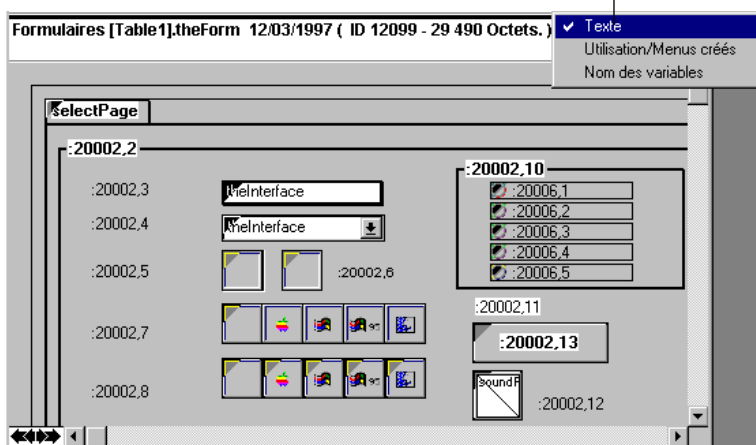 Formulaires [Table1].theForm 12/03/1997 ( ID 12099 - 29 490 Octets. )
✓ Texte
Utilisation/Menus créés
Nom des variables
selectPage
:20002,2
:20002,3
theInterface
:20002,4
theInterface
:20002,5
:20002,6
:20002,7
:20002,8
:20002,10
:20006,1
:20006,2
:20006,3
:20006,4
:20006,5
:20002,11
:20002,13
soundP
:20002,12